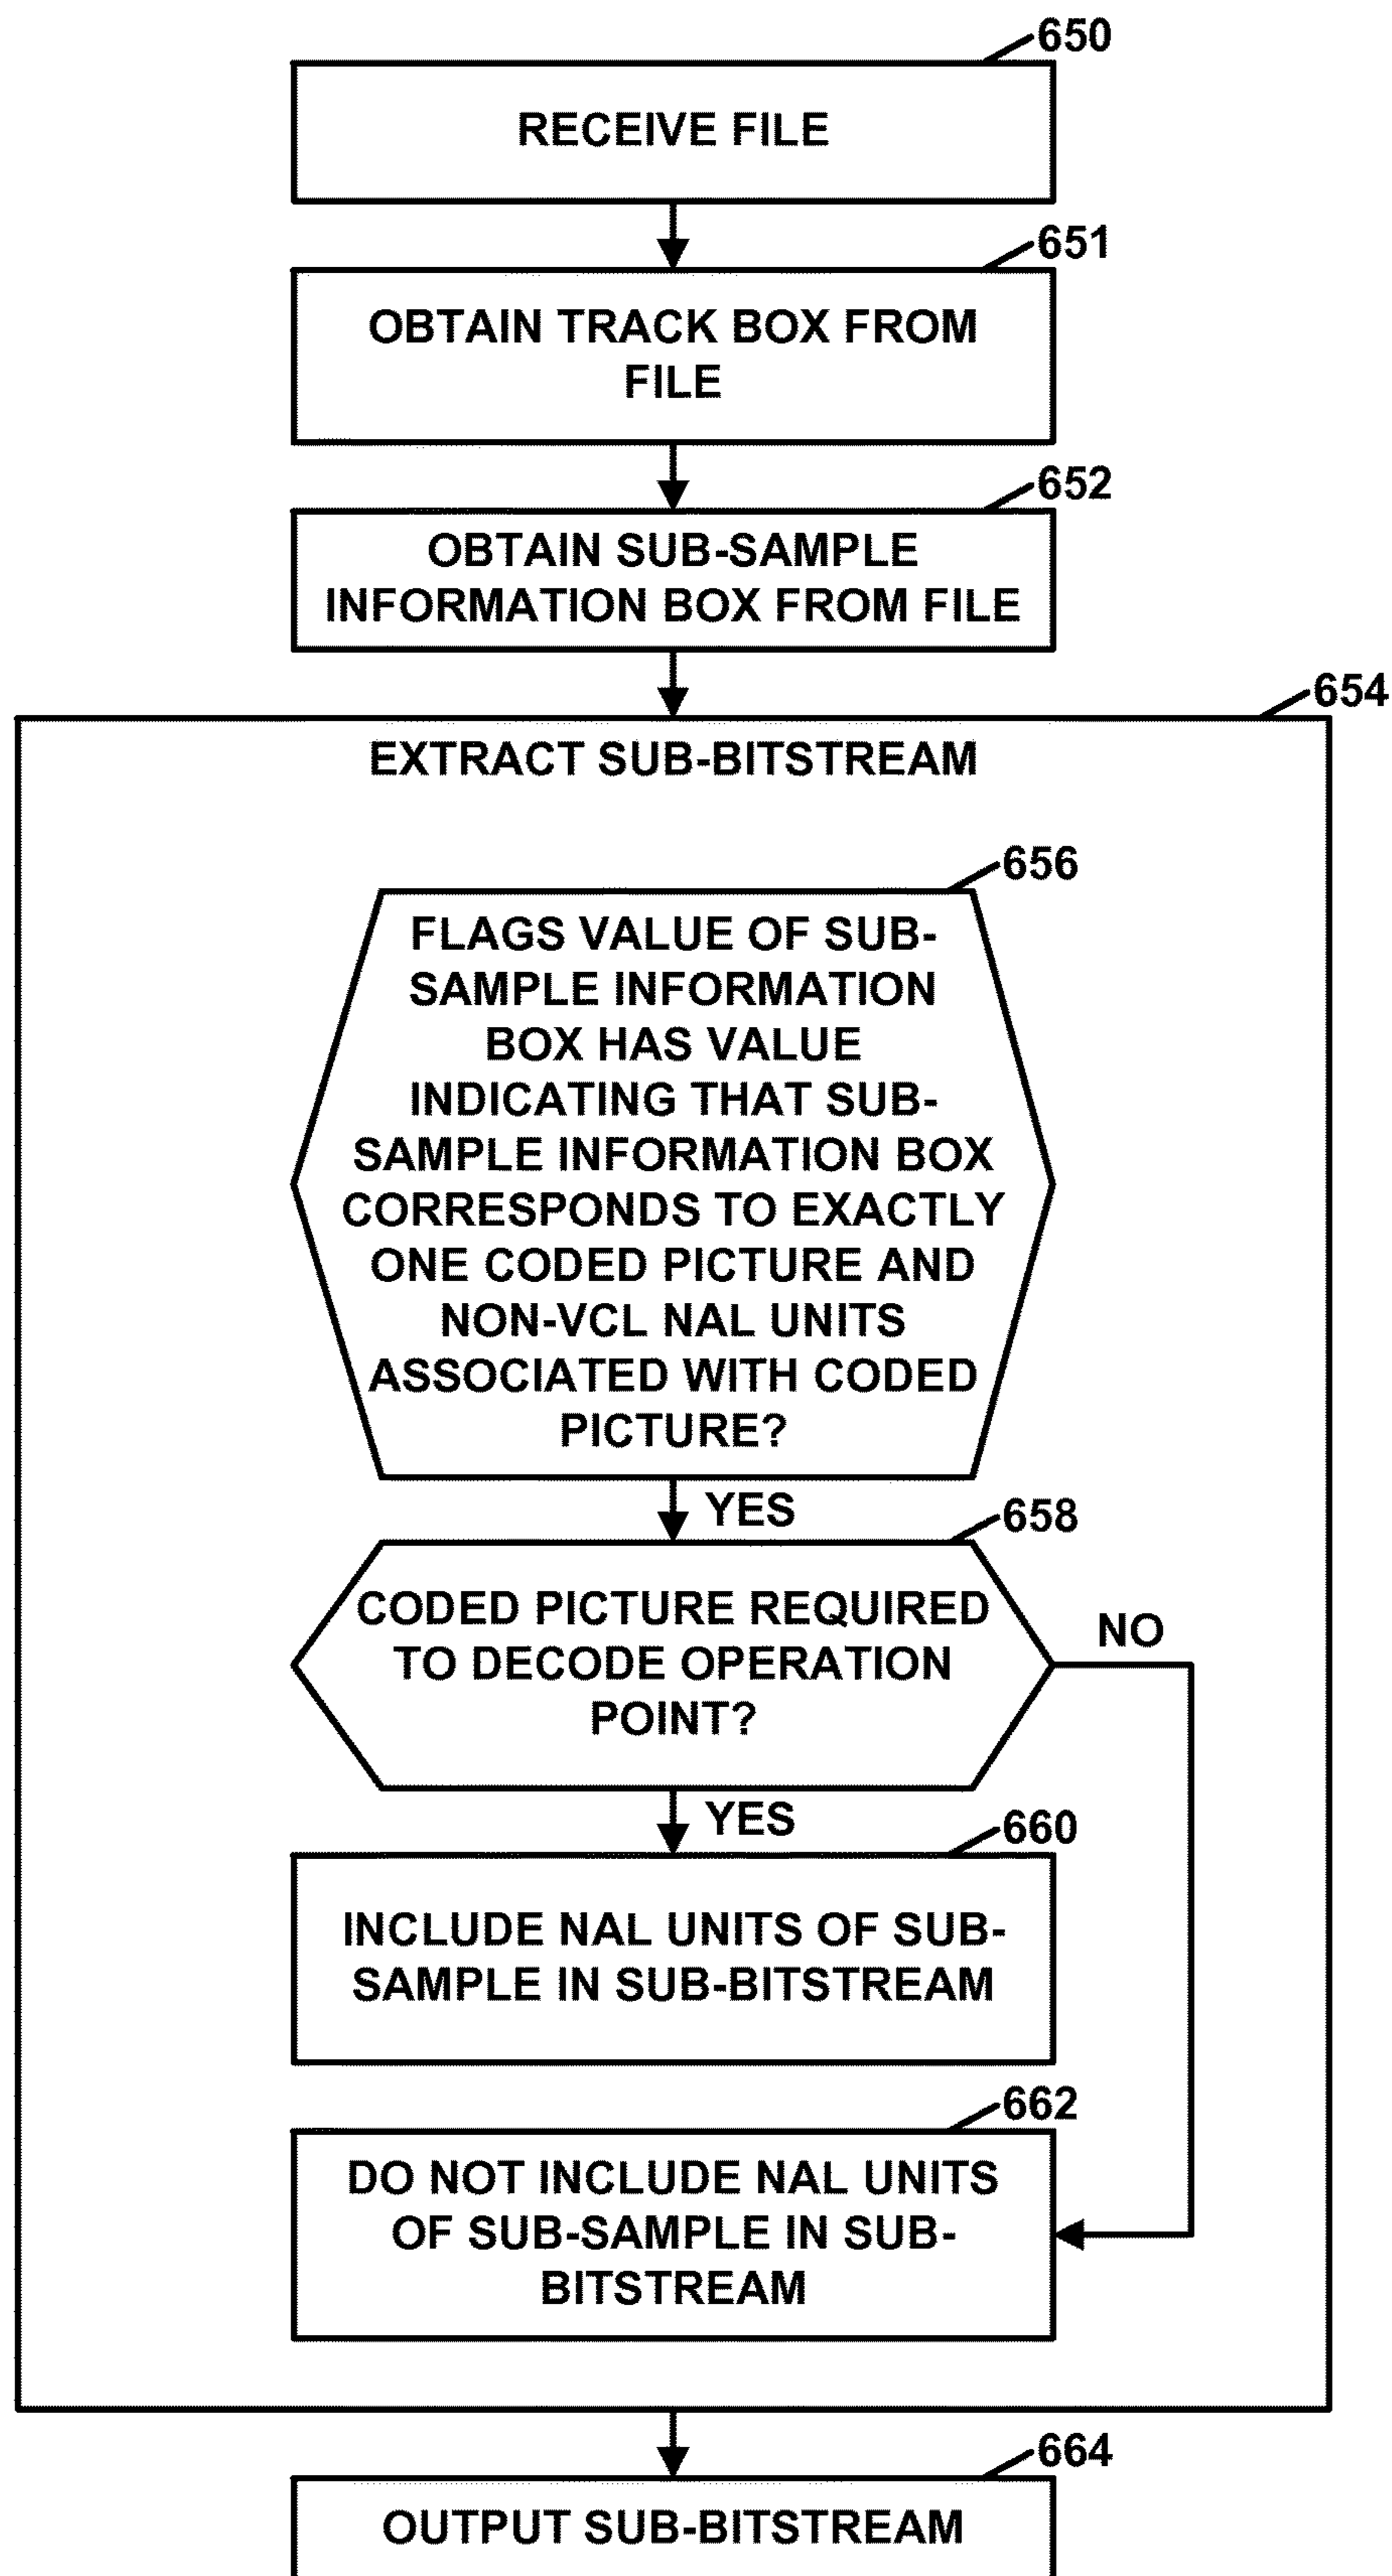 650
RECEIVE FILE
651
OBTAIN TRACK BOX FROM
FILE
652
OBTAIN SUB-SAMPLE
INFORMATION BOX FROM FILE
654
EXTRACT SUB-BITSTREAM
656
FLAGS VALUE OF SUB-
SAMPLE INFORMATION
BOX HAS VALUE
INDICATING THAT SUB-
SAMPLE INFORMATION BOX
CORRESPONDS TO EXACTLY
ONE CODED PICTURE AND
NON-VCL NAL UNITS
ASSOCIATED WITH CODED
PICTURE?
YES
658
CODED PICTURE REQUIRED
TO DECODE OPERATION
POINT?
NO
YES
660
INCLUDE NAL UNITS OF SUB-
SAMPLE IN SUB-BITSTREAM
662
DO NOT INCLUDE NAL UNITS
OF SUB-SAMPLE IN SUB-
BITSTREAM
664
OUTPUT SUB-BITSTREAM